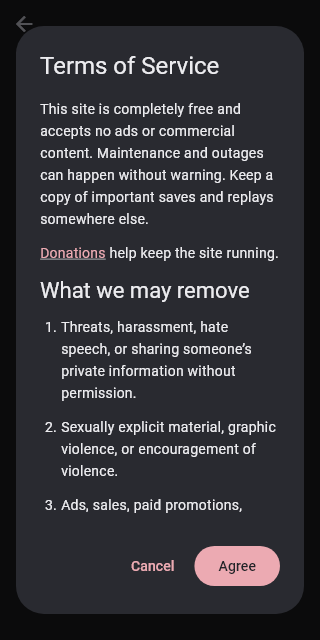 Terms of Service
This site is completely free and
accepts no ads or commercial
content. Maintenance and outages
can happen without warning. Keep a
copy of important saves and replays
somewhere else.
Donations help keep the site running.
What we may remove
1. Threats, harassment, hate
speech, or sharing someone’s
private information without
permission.
2. Sexually explicit material, graphic
violence, or encouragement of
violence.
3. Ads, sales, paid promotions,
Cancel Agree